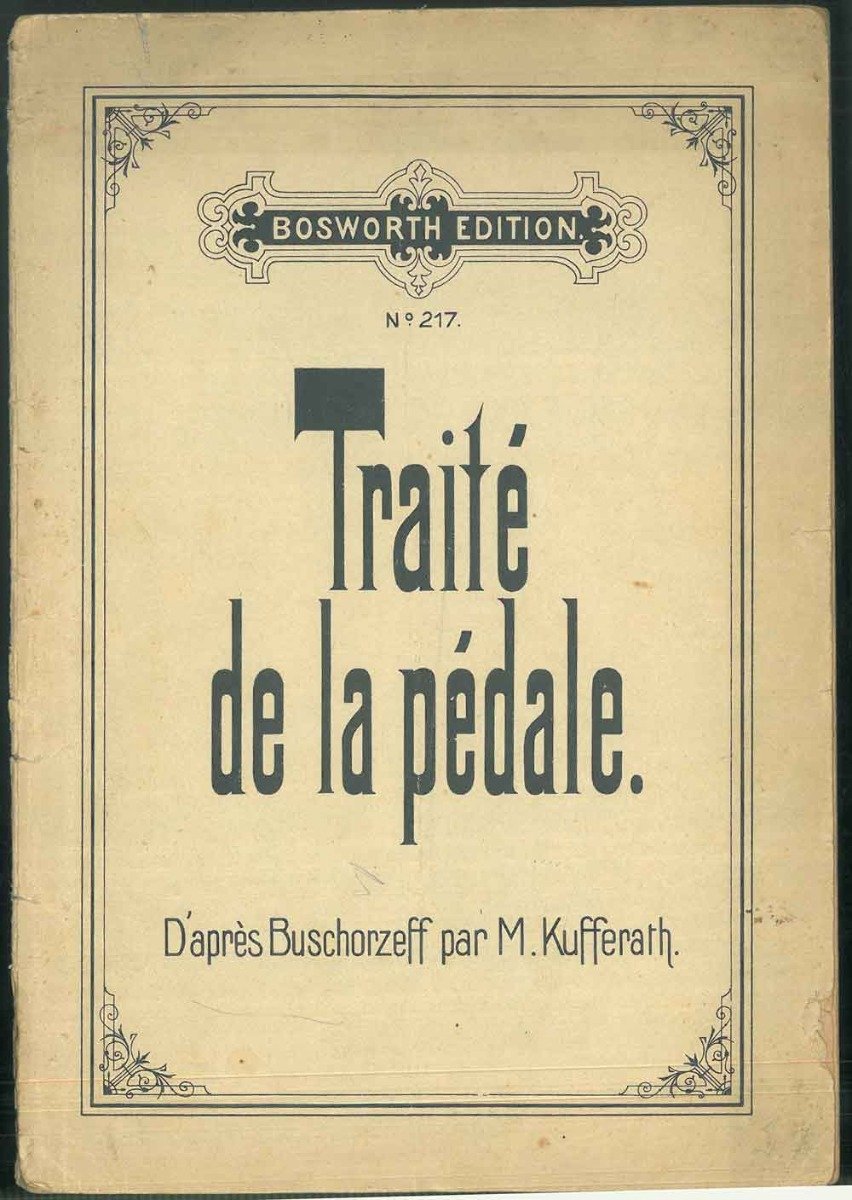 BOSWORTH EDITION.
Nº 217.
Traité
de la pédale.
D'après Buschorzeff par M. Kufferath.